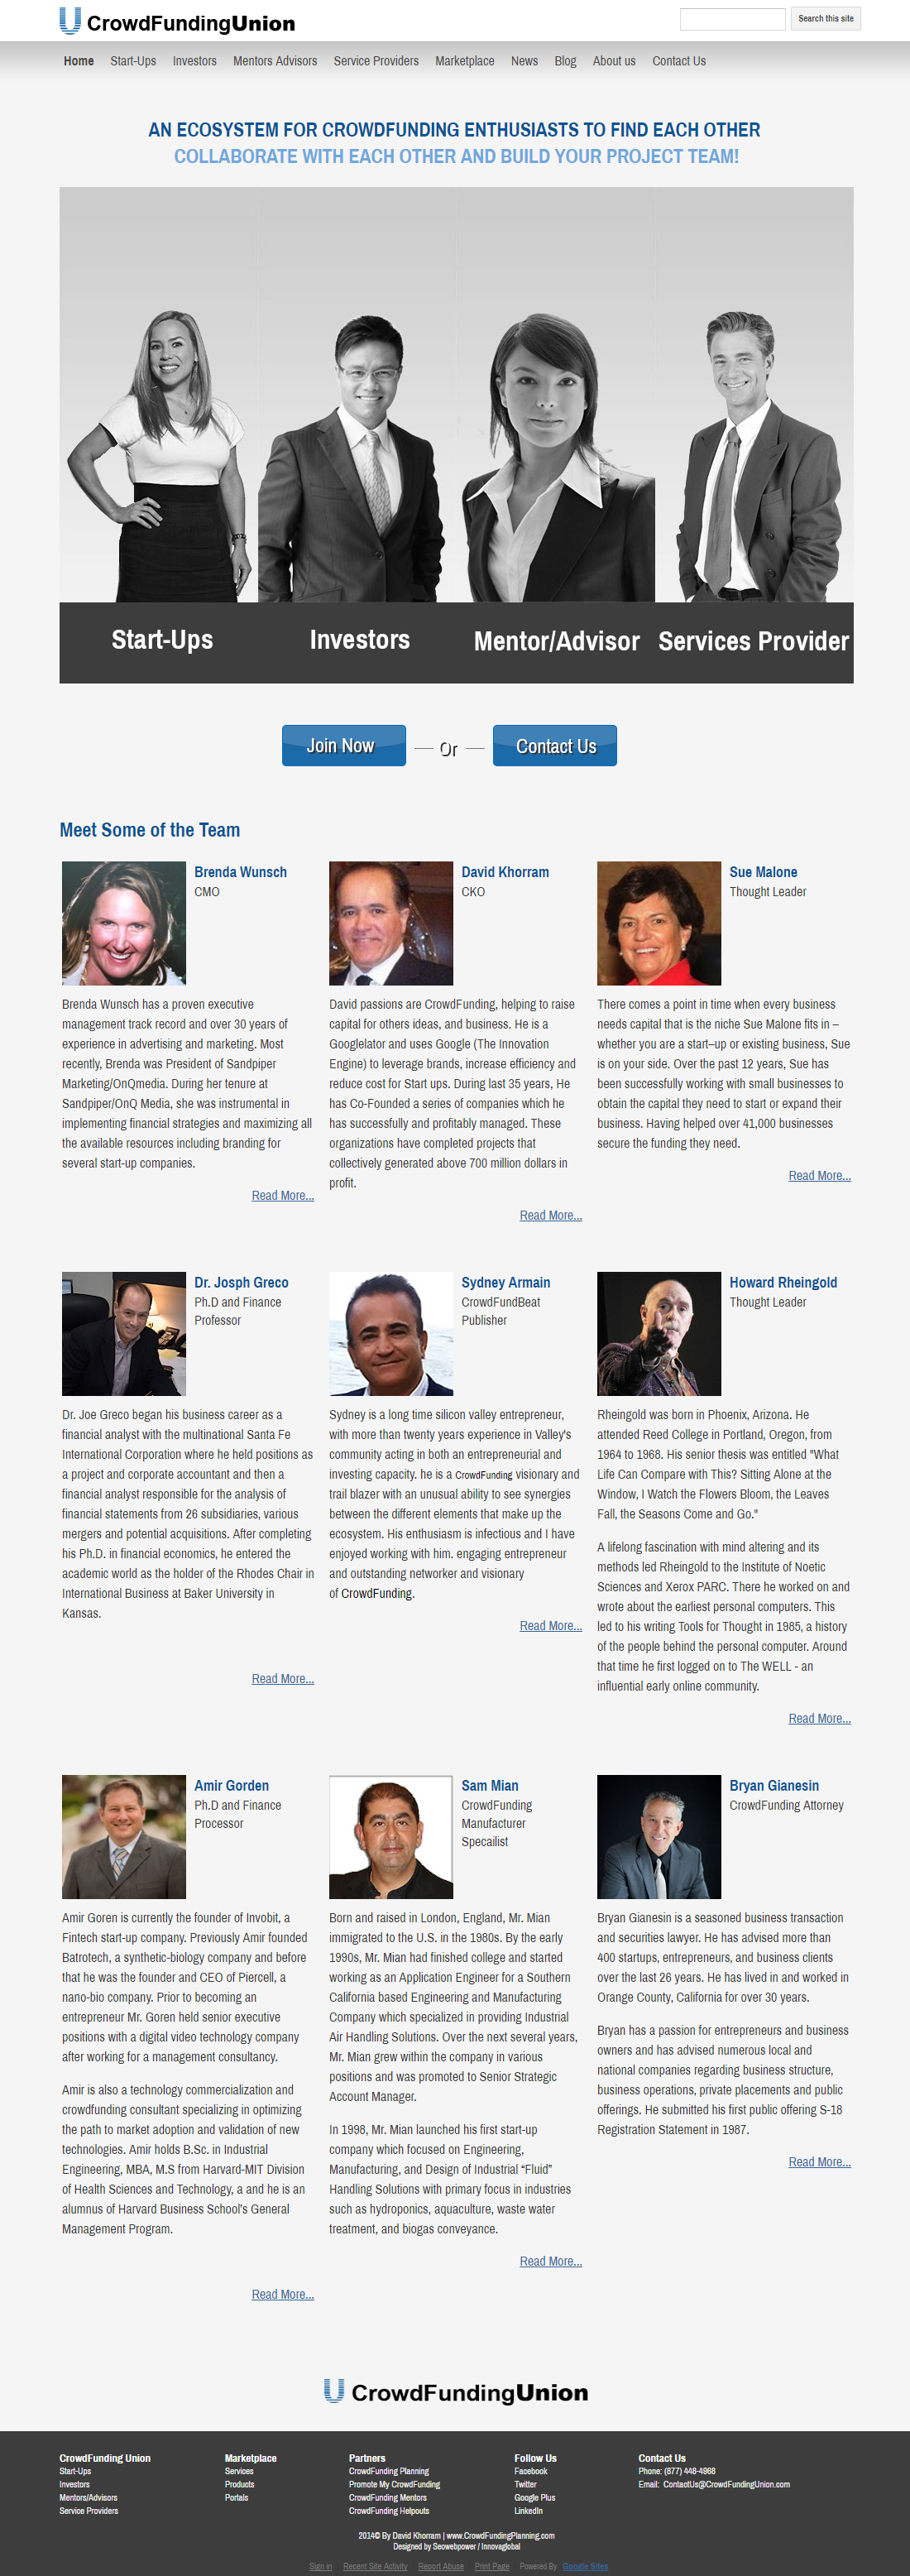 CrowdFundingUnion
Search this site
Home Start-Ups Investors Mentors Advisors Service Providers Marketplace News Blog About us Contact Us
AN ECOSYSTEM FOR CROWDFUNDING ENTHUSIASTS TO FIND EACH OTHER
COLLABORATE WITH EACH OTHER AND BUILD YOUR PROJECT TEAM!
Start-Ups Investors Mentor/Advisor Services Provider
Join Now Or Contact Us
Meet Some of the Team
Brenda Wunsch
CMO
Brenda Wunsch has a proven executive
management track record and over 30 years of
experience in advertising and marketing. Most
recently, Brenda was President of Sandpiper
Marketing/OnQmedia. During her tenure at
Sandpiper/OnQ Media, she was instrumental in
implementing financial strategies and maximizing all
the available resources including branding for
several start-up companies.
Read More...
David Khorram
CKO
David passions are CrowdFunding, helping to raise
capital for others ideas, and business. He is a
Googlelator and uses Google (The Innovation
Engine) to leverage brands, increase efficiency and
reduce cost for Start ups. During last 35 years, He
has Co-Founded a series of companies which he
has successfully and profitably managed. These
organizations have completed projects that
collectively generated above 700 million dollars in
profit.
Read More...
Sue Malone
Thought Leader
There comes a point in time when every business
needs capital that is the niche Sue Malone fits in –
whether you are a start–up or existing business, Sue
is on your side. Over the past 12 years, Sue has
been successfully working with small businesses to
obtain the capital they need to start or expand their
business. Having helped over 41,000 businesses
secure the funding they need.
Read More...
Dr. Josph Greco
Ph.D and Finance
Professor
Dr. Joe Greco began his business career as a
financial analyst with the multinational Santa Fe
International Corporation where he held positions as
a project and corporate accountant and then a
financial analyst responsible for the analysis of
financial statements from 26 subsidiaries, various
mergers and potential acquisitions. After completing
his Ph.D. in financial economics, he entered the
academic world as the holder of the Rhodes Chair in
International Business at Baker University in
Kansas.
Read More...
Sydney Armain
CrowdFundBeat
Publisher
Sydney is a long time silicon valley entrepreneur,
with more than twenty years experience in Valley's
community acting in both an entrepreneurial and
investing capacity. he is a CrowdFunding visionary and
trail blazer with an unusual ability to see synergies
between the different elements that make up the
ecosystem. His enthusiasm is infectious and I have
enjoyed working with him. engaging entrepreneur
and outstanding networker and visionary
of CrowdFunding.
Read More...
Howard Rheingold
Thought Leader
Rheingold was born in Phoenix, Arizona. He
attended Reed College in Portland, Oregon, from
1964 to 1968. His senior thesis was entitled "What
Life Can Compare with This? Sitting Alone at the
Window, I Watch the Flowers Bloom, the Leaves
Fall, the Seasons Come and Go."
A lifelong fascination with mind altering and its
methods led Rheingold to the Institute of Noetic
Sciences and Xerox PARC. There he worked on and
wrote about the earliest personal computers. This
led to his writing Tools for Thought in 1985, a history
of the people behind the personal computer. Around
that time he first logged on to The WELL - an
influential early online community.
Read More...
Amir Gorden
Ph.D and Finance
Processor
Amir Goren is currently the founder of Invobit, a
Fintech start-up company. Previously Amir founded
Batrotech, a synthetic-biology company and before
that he was the founder and CEO of Piercell, a
nano-bio company. Prior to becoming an
entrepreneur Mr. Goren held senior executive
positions with a digital video technology company
after working for a management consultancy.
Amir is also a technology commercialization and
crowdfunding consultant specializing in optimizing
the path to market adoption and validation of new
technologies. Amir holds B.Sc. in Industrial
Engineering, MBA, M.S from Harvard-MIT Division
of Health Sciences and Technology, a and he is an
alumnus of Harvard Business School's General
Management Program.
Read More...
Sam Mian
CrowdFunding
Manufacturer
Specailist
Born and raised in London, England, Mr. Mian
immigrated to the U.S. in the 1980s. By the early
1990s, Mr. Mian had finished college and started
working as an Application Engineer for a Southern
California based Engineering and Manufacturing
Company which specialized in providing Industrial
Air Handling Solutions. Over the next several years,
Mr. Mian grew within the company in various
positions and was promoted to Senior Strategic
Account Manager.
In 1998, Mr. Mian launched his first start-up
company which focused on Engineering,
Manufacturing, and Design of Industrial “Fluid”
Handling Solutions with primary focus in industries
such as hydroponics, aquaculture, waste water
treatment, and biogas conveyance.
Read More...
Bryan Gianesin
CrowdFunding Attorney
Bryan Gianesin is a seasoned business transaction
and securities lawyer. He has advised more than
400 startups, entrepreneurs, and business clients
over the last 26 years. He has lived in and worked in
Orange County, California for over 30 years.
Bryan has a passion for entrepreneurs and business
owners and has advised numerous local and
national companies regarding business structure,
business operations, private placements and public
offerings. He submitted his first public offering S-18
Registration Statement in 1987.
Read More...
CrowdFundingUnion
CrowdFunding Union
Start-Ups
Investors
Mentors/Advisors
Service Providers
Marketplace
Services
Products
Portals
Partners
CrowdFunding Planning
Promote My CrowdFunding
CrowdFunding Mentors
CrowdFunding Helpouts
Follow Us
Facebook
Twitter
Google Plus
LinkedIn
Contact Us
Phone: (877) 448-4968
Email: ContactUs@CrowdFundingUnion.com
2014© By David Khorram | www.CrowdFundingPlanning.com
Designed by Seowebpower / Innovaglobal
Sign in Recent Site Activity Report Abuse Print Page Powered By Google Sites